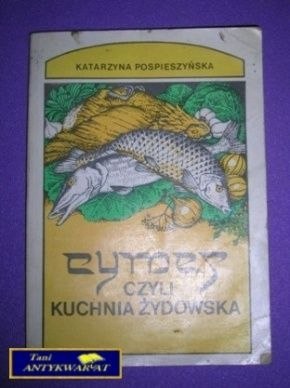 KATARZYNA POSPIESZYŃSKA
CYMES
CZYLI
KUCHNIA ŻYDOWSKA
Tani
ANTYKWARIAT